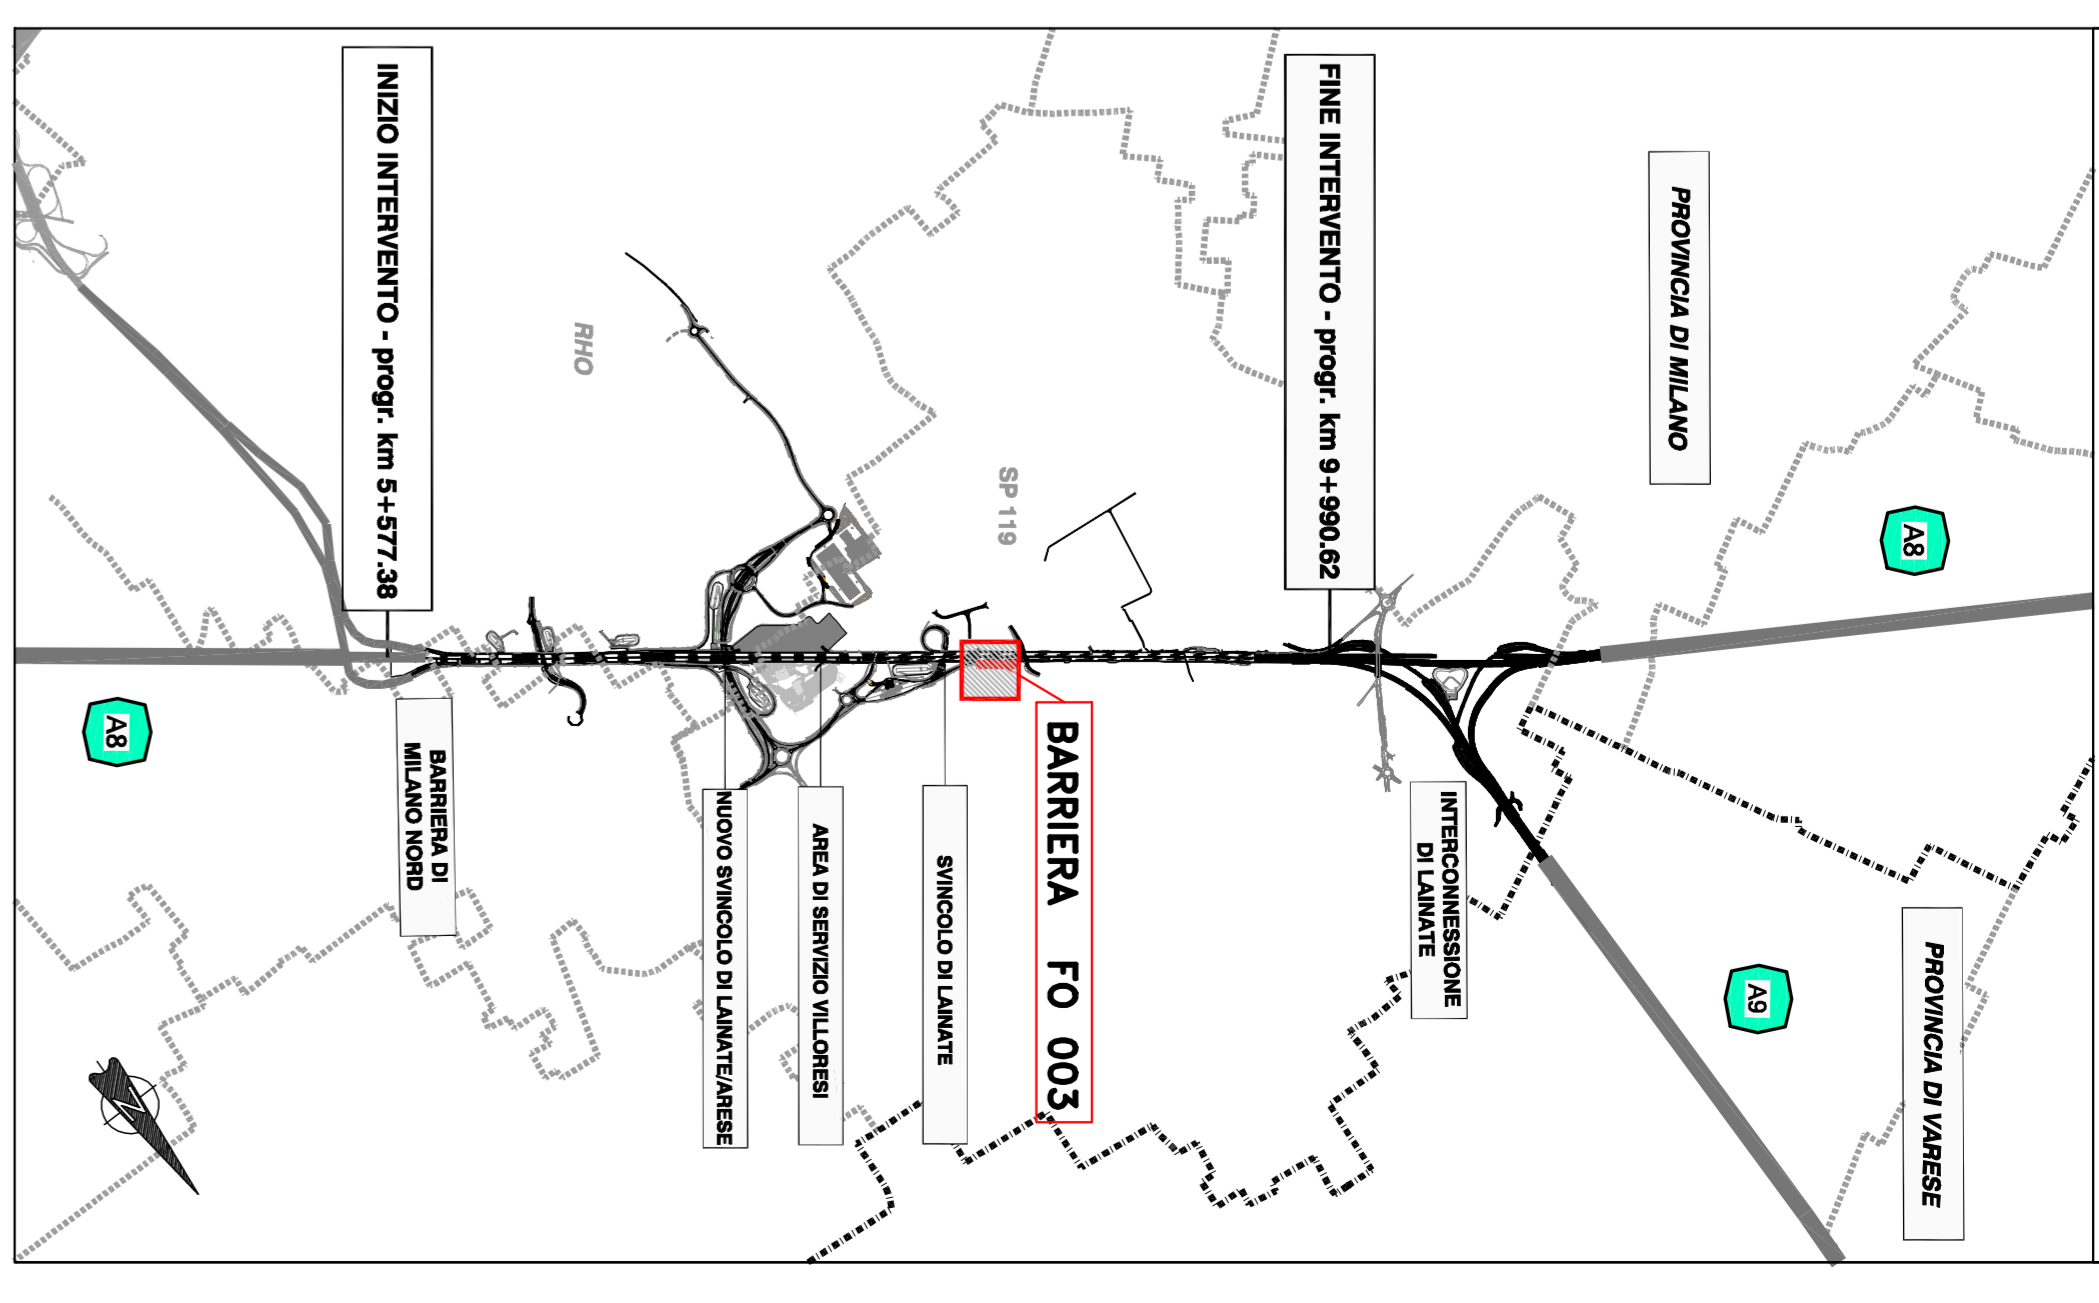 INIZIO INTERVENTO - progr. km 5+577.38
FINE INTERVENTO - progr. km 9+990.62
PROVINCIA DI MILANO
RHO
SP 119
A8
A8
BARRIERA DI
MILANO NORD
NUOVO SVINCOLO DI LAINATE/ARESE
AREA DI SERVIZIO VILLORESI
SVINCOLO DI LAINATE
BARRIERA FO 003
INTERCONNESSIONE
DI LAINATE
A9
PROVINCIA DI VARESE
N